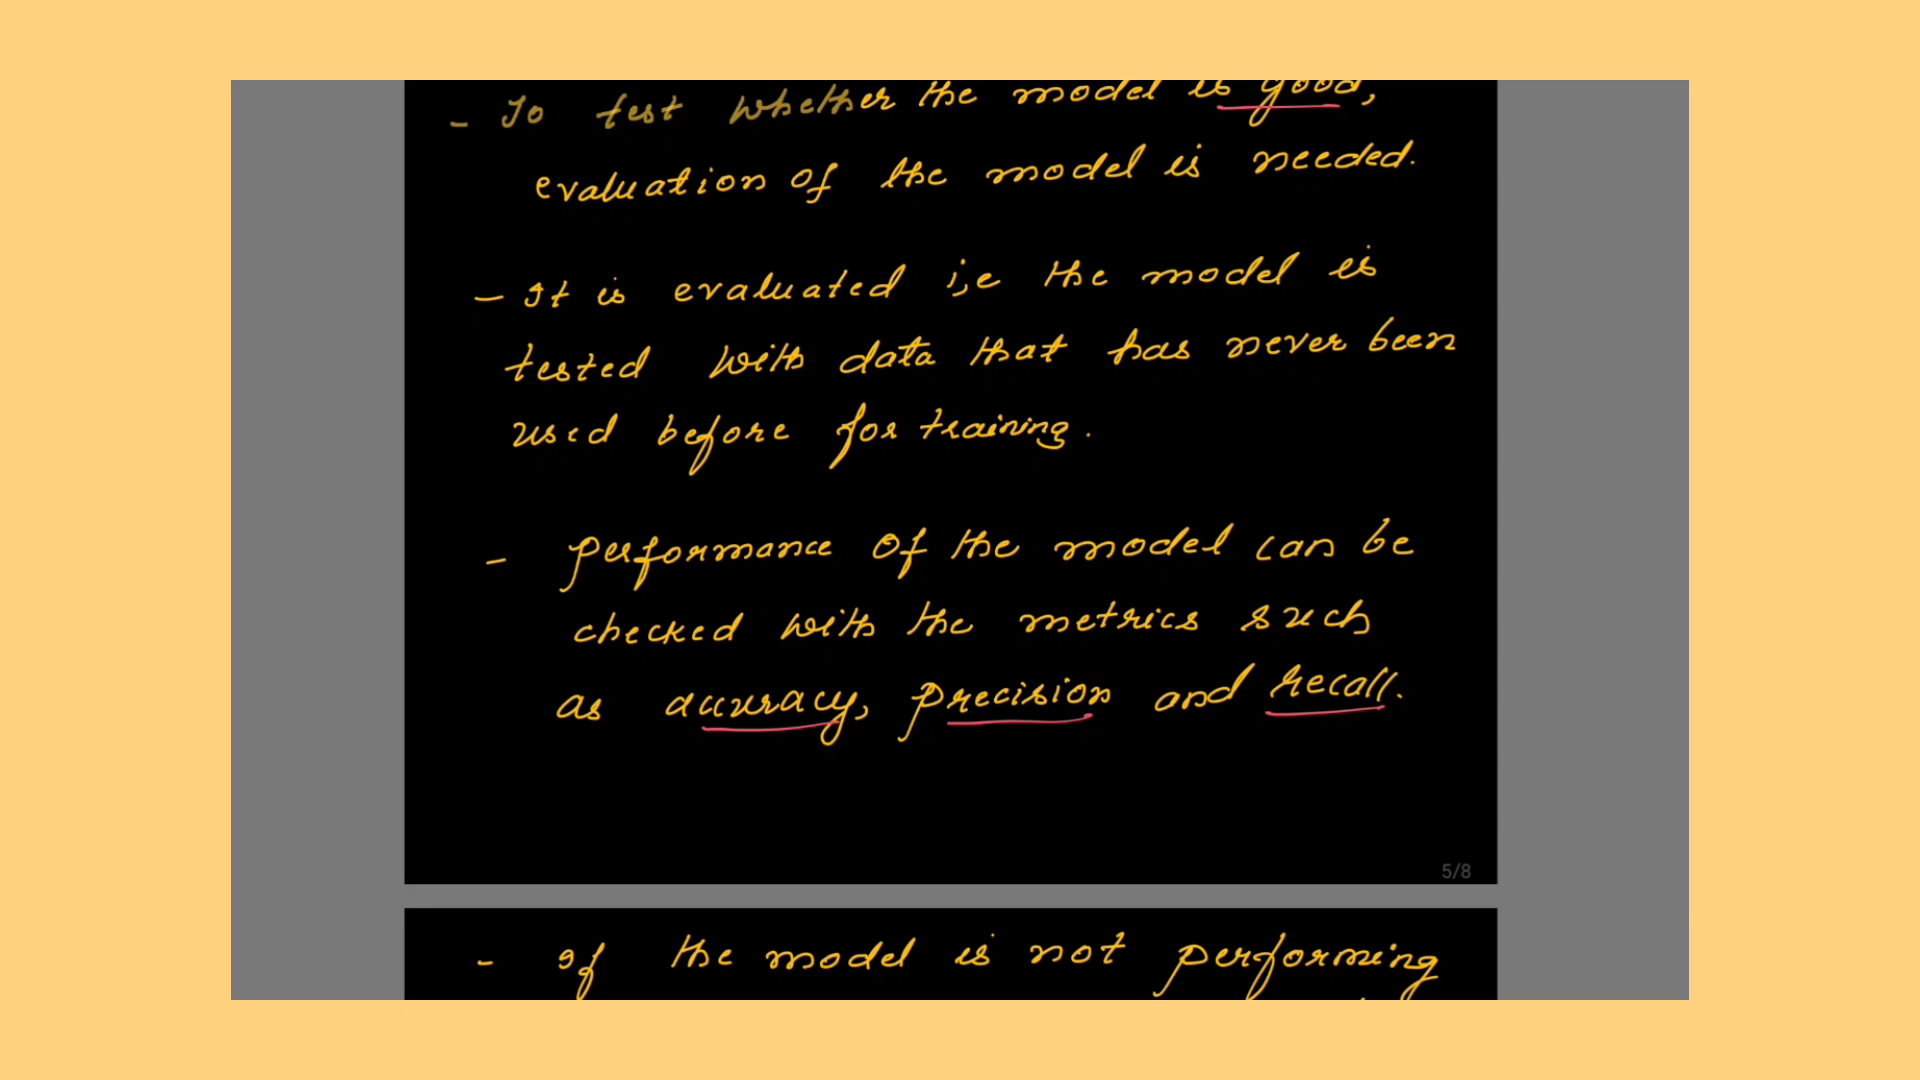 - To test whether the model is good,
evaluation of the model is needed.
- It is evaluated i,e the model is
tested with data that has never been
used before for training.
- performance of the model can be
checked with the metrics such
as accuracy, precision and recall.
5/8
- If the model is not performing